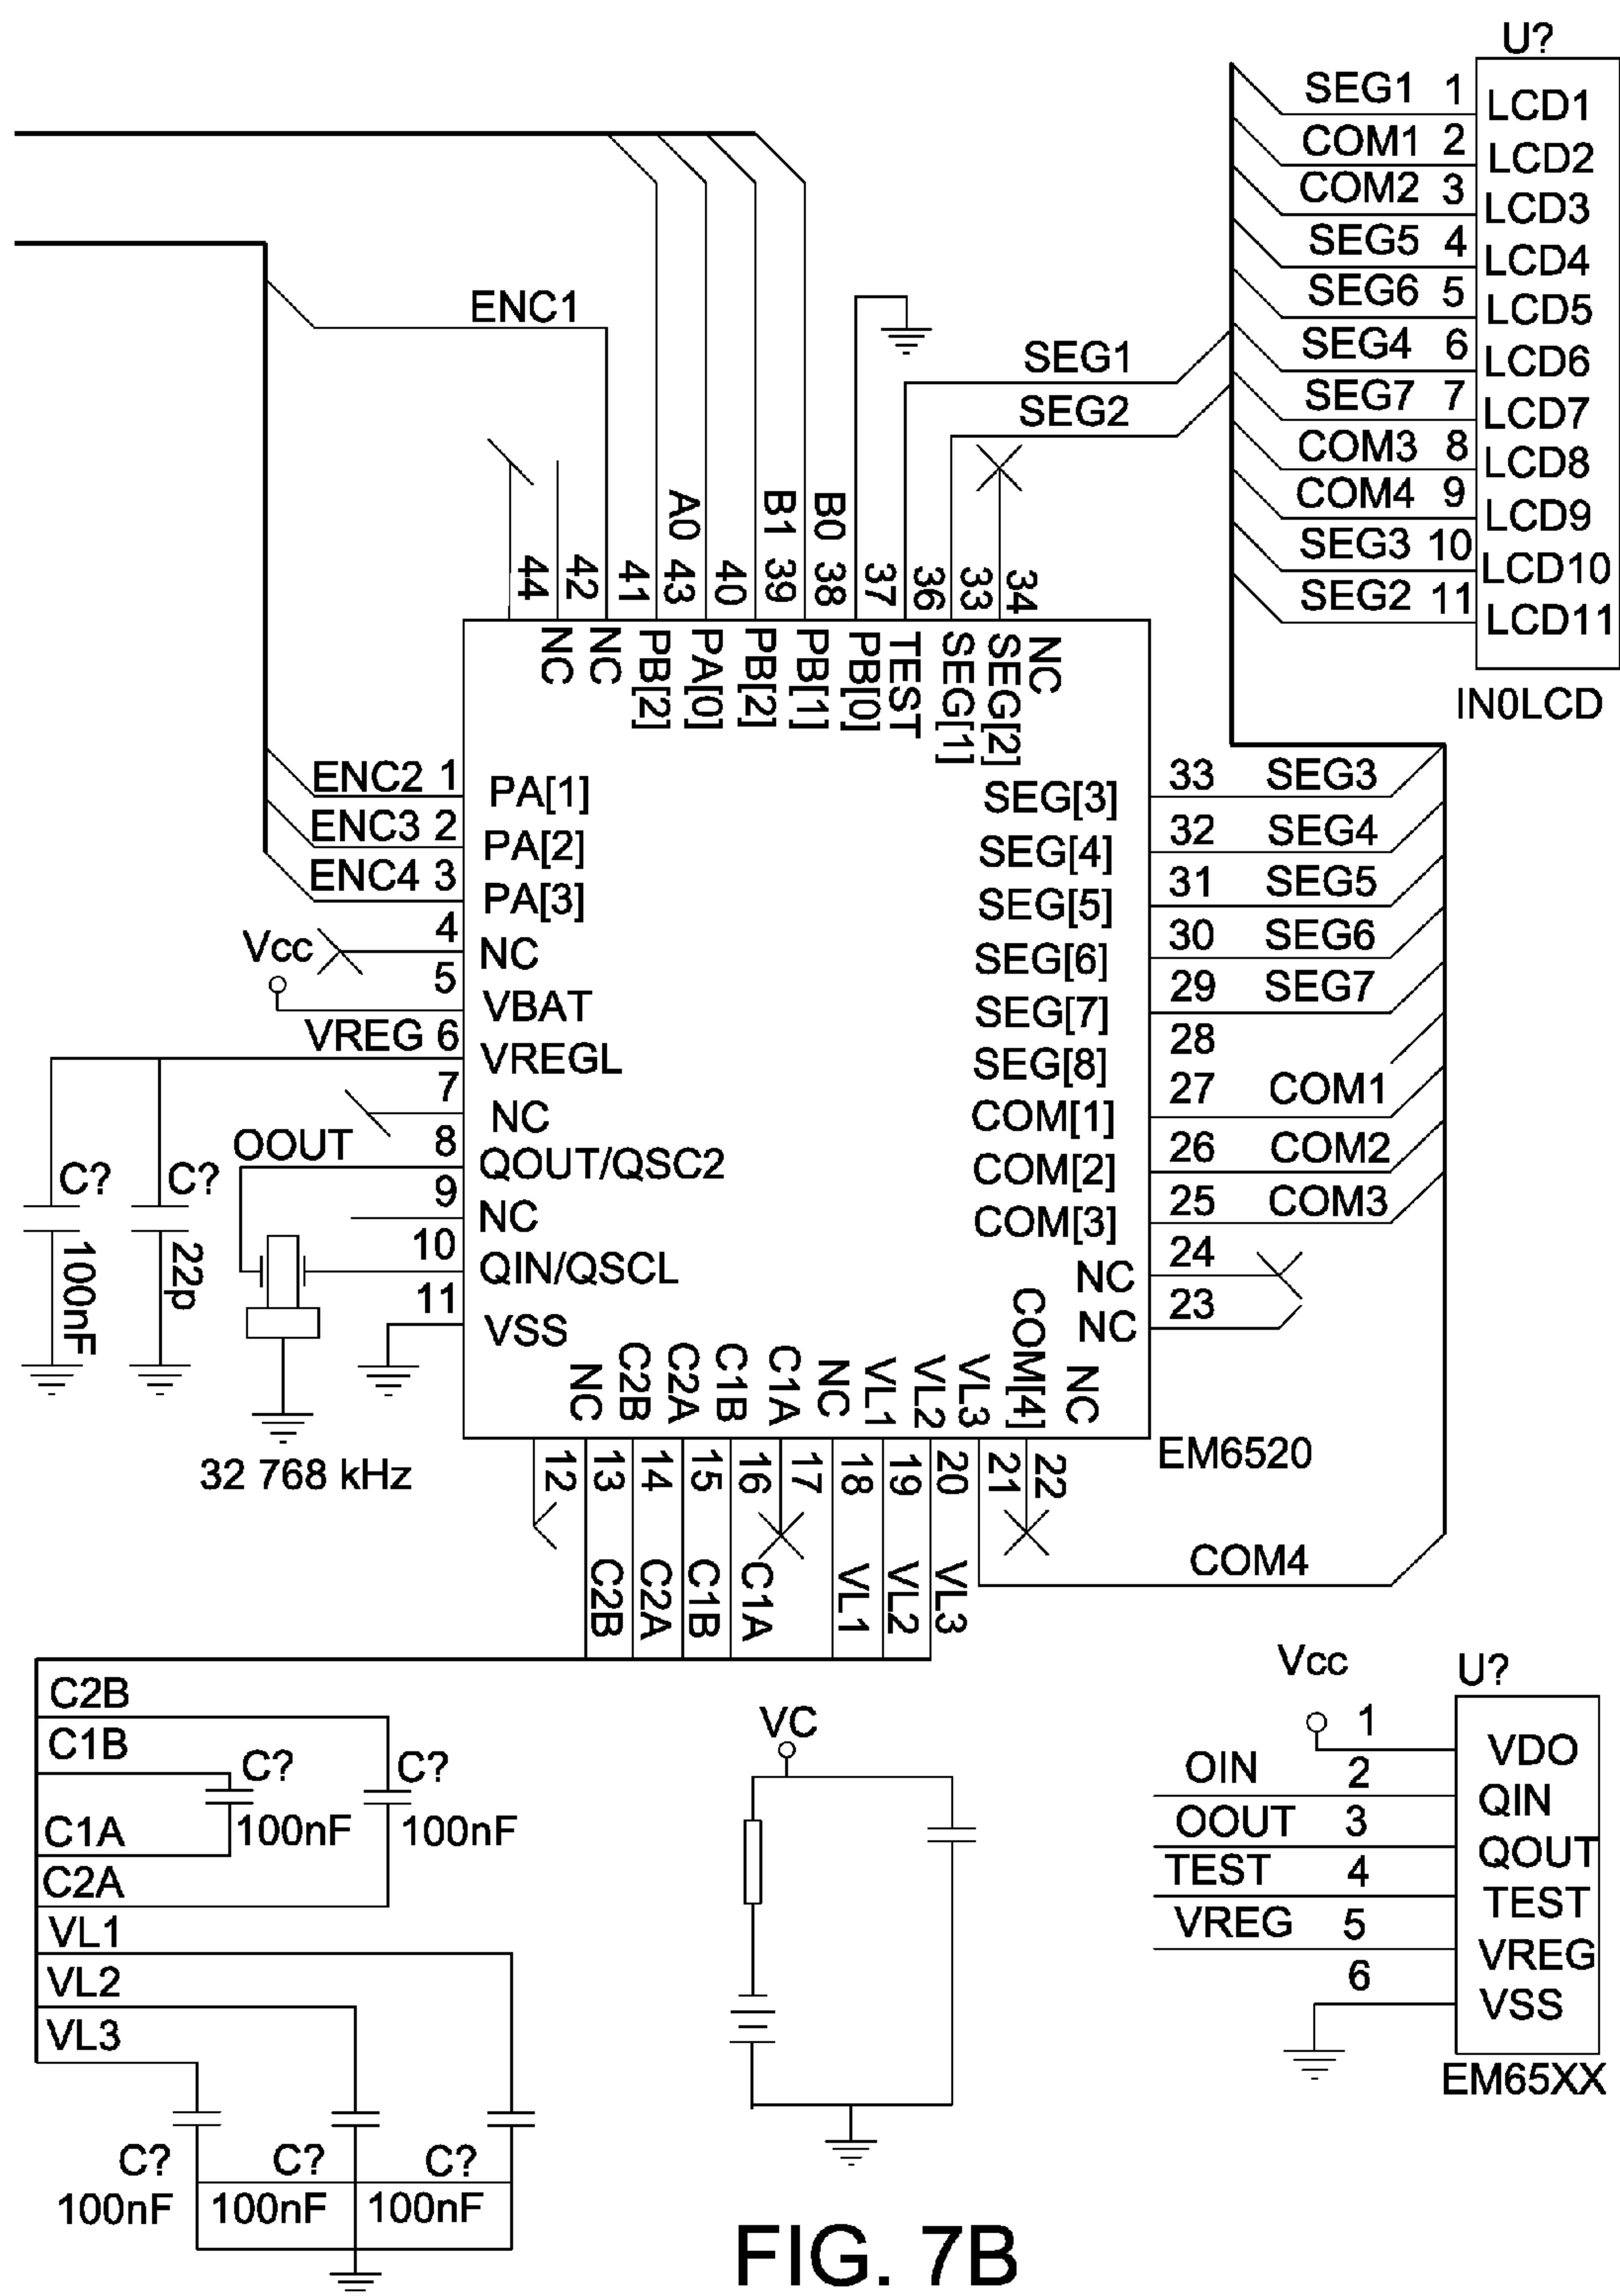 U?
SEG1 1 LCD1
COM1 2 LCD2
COM2 3 LCD3
SEG5 4 LCD4
SEG6 5 LCD5
SEG4 6 LCD6
SEG7 7 LCD7
COM3 8 LCD8
COM4 9 LCD9
SEG3 10 LCD10
SEG2 11 LCD11
IN0LCD
ENC1
SEG1
SEG2
A0 B1 B0
44 42 41 43 40 39 38 37 36 33 34
NC NC PB[2] PA[0] PB[2] PB[1] PB[0] TEST SEG[1] SEG[2] NC
ENC2 1 PA[1]
ENC3 2 PA[2]
ENC4 3 PA[3]
4 NC
Vcc
5 VBAT
VREG 6 VREGL
7 NC
OOUT 8 QOUT/QSC2
9 NC
10 QIN/QSCL
11 VSS
SEG[3] 33 SEG3
SEG[4] 32 SEG4
SEG[5] 31 SEG5
SEG[6] 30 SEG6
SEG[7] 29 SEG7
SEG[8] 28
COM[1] 27 COM1
COM[2] 26 COM2
COM[3] 25 COM3
NC 24
NC 23
C? C?
100nF 22p
32 768 kHz
NC C2B C2A C1B C1A NC VL1 VL2 VL3 COM[4] NC
EM6520
12 13 14 15 16 17 18 19 20 21 22
C2B C2A C1B C1A VL1 VL2 VL3
COM4
C2B
C1B
C? C?
100nF 100nF
C1A
C2A
VL1
VL2
VL3
C? C? C?
100nF 100nF 100nF
VC
Vcc
U?
1 VDO
OIN 2 QIN
OOUT 3 QOUT
TEST 4 TEST
VREG 5 VREG
6 VSS
EM65XX
FIG. 7B